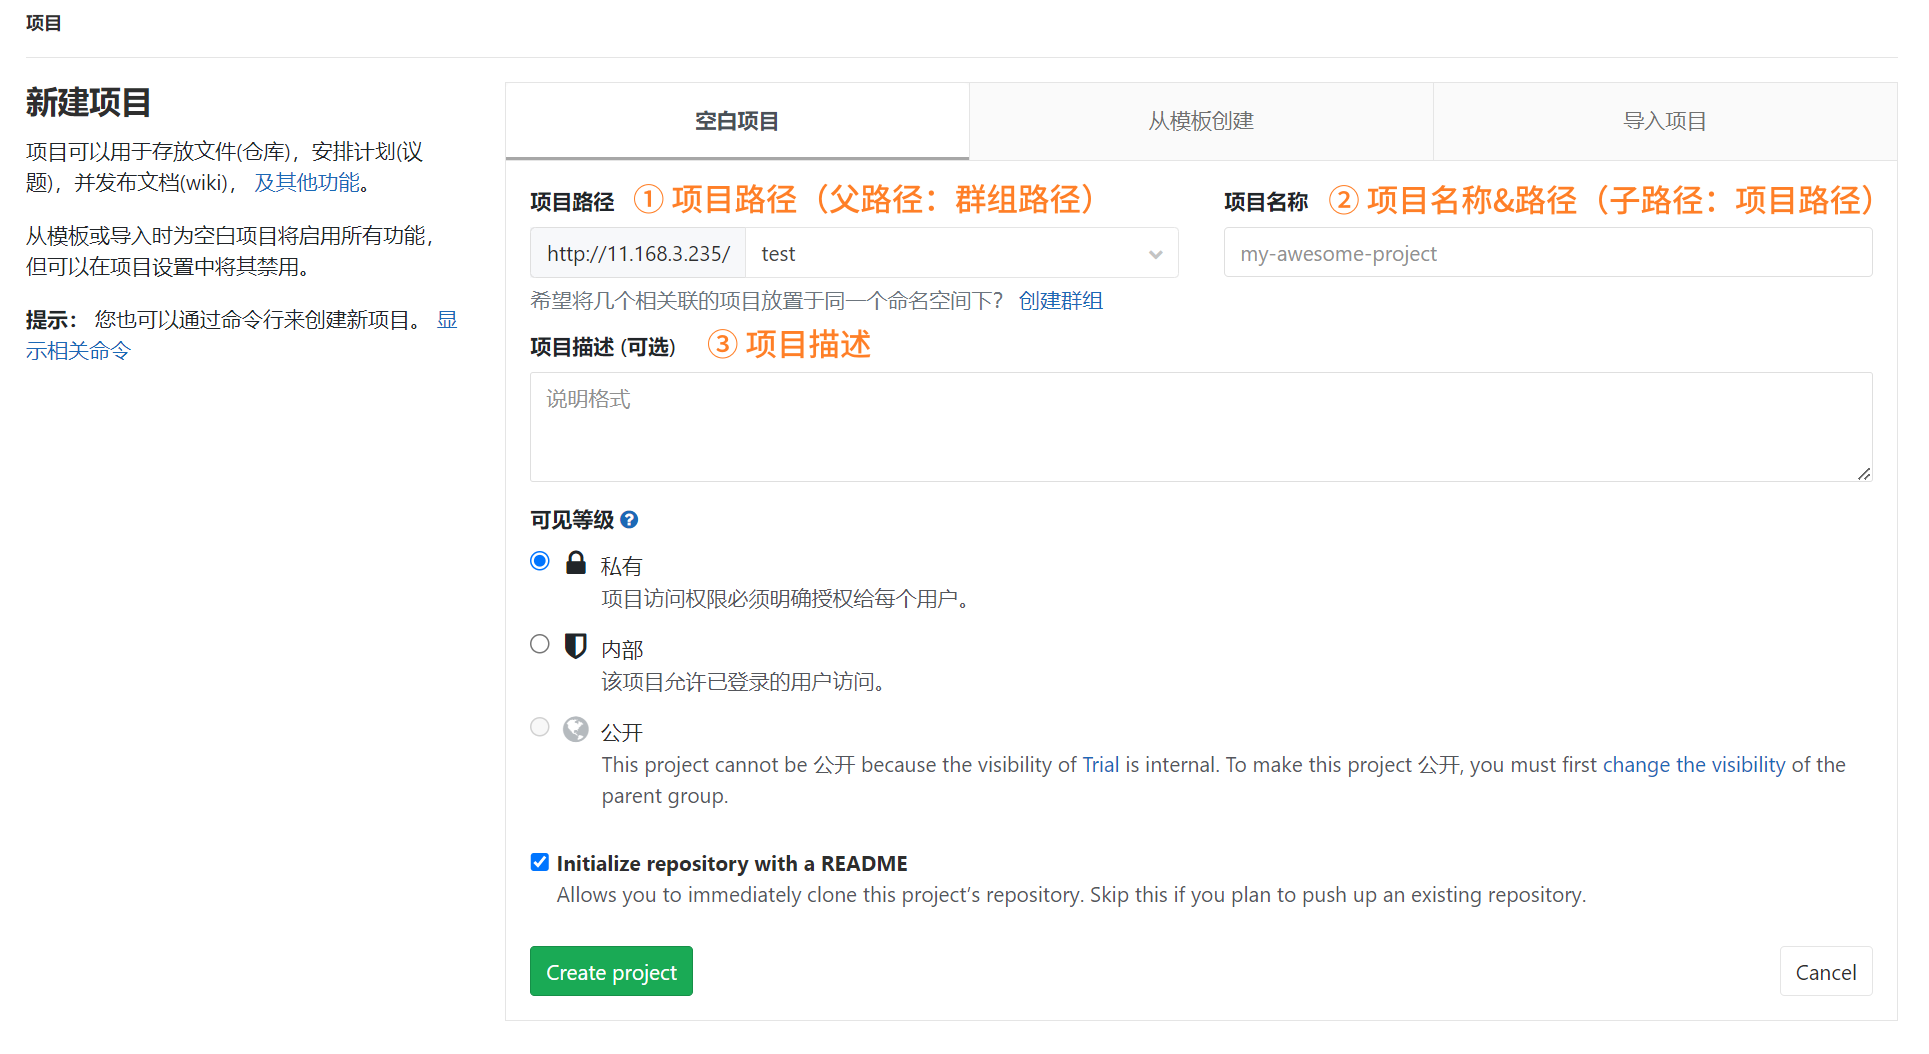 项目
新建项目
项目可以用于存放文件(仓库)，安排计划(议
题)，并发布文档(wiki)， 及其他功能。
从模板或导入时为空白项目将启用所有功能，
但可以在项目设置中将其禁用。
提示： 您也可以通过命令行来创建新项目。 显
示相关命令
空白项目
从模板创建
导入项目
项目路径 ① 项目路径（父路径：群组路径）
http://11.168.3.235/ test
希望将几个相关联的项目放置于同一个命名空间下？ 创建群组
项目名称 ② 项目名称&路径（子路径：项目路径）
my-awesome-project
项目描述 (可选) ③ 项目描述
说明格式
可见等级 ?
私有
项目访问权限必须明确授权给每个用户。
内部
该项目允许已登录的用户访问。
公开
This project cannot be 公开 because the visibility of Trial is internal. To make this project 公开, you must first change the visibility of the
parent group.
Initialize repository with a README
Allows you to immediately clone this project’s repository. Skip this if you plan to push up an existing repository.
Create project
Cancel